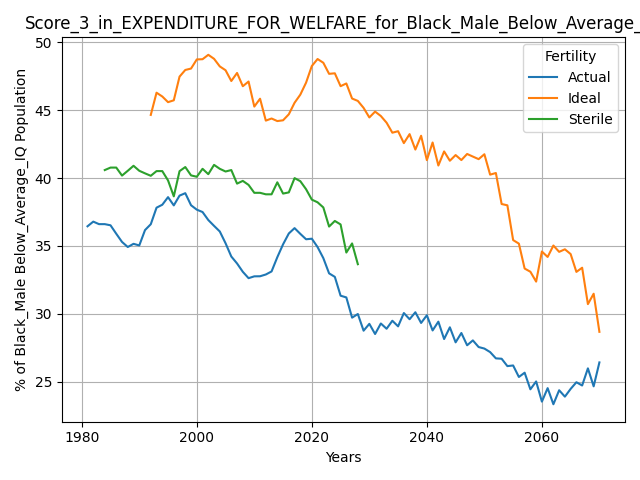 Score_3_in_EXPENDITURE_FOR_WELFARE_for_Black_Male_Below_Average_
50
45
40
35
30
25
1980
2000
2020
2040
2060
Years
% of Black_Male Below_Average_IQ Population
Fertility
Actual
Ideal
Sterile